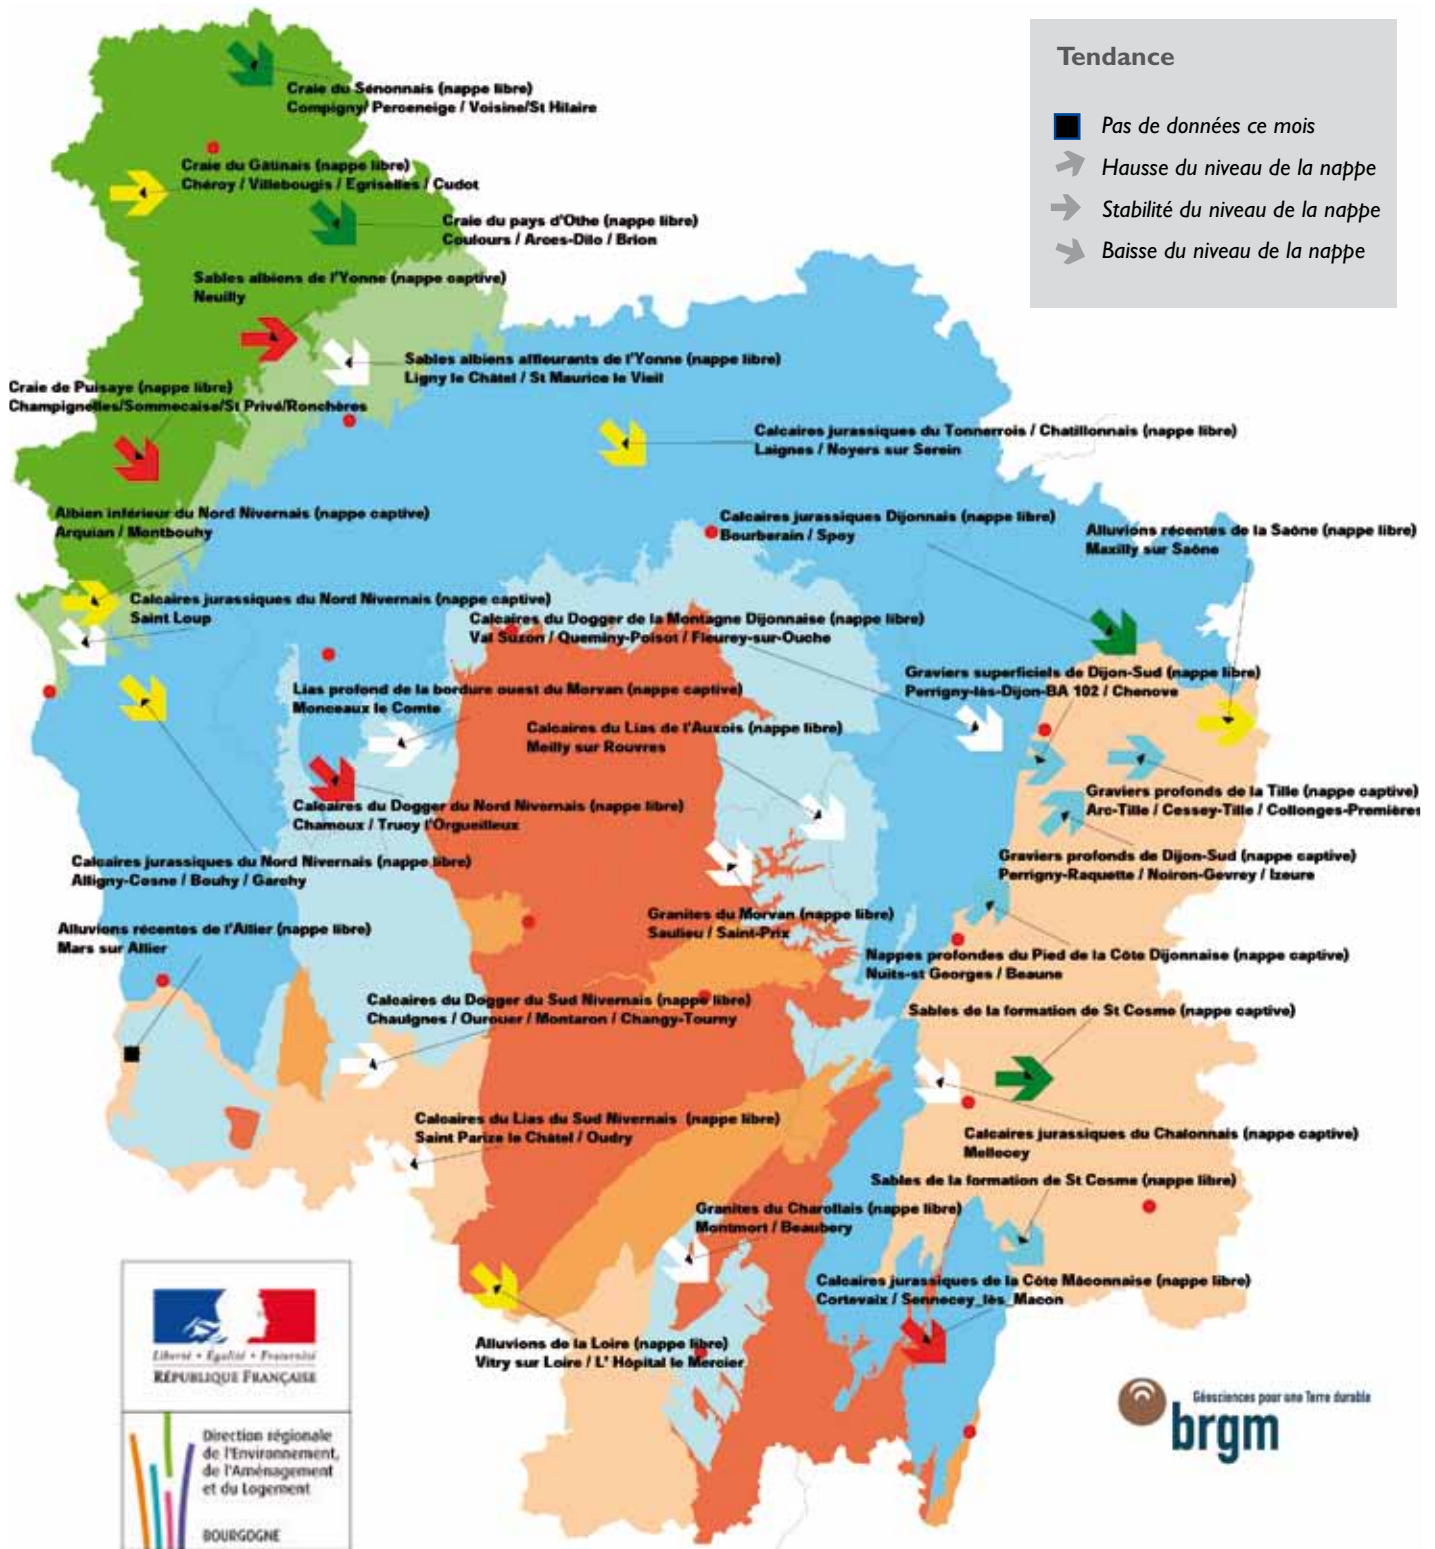 Tendance
Pas de données ce mois
Hausse du niveau de la nappe
Stabilité du niveau de la nappe
Baisse du niveau de la nappe
Craie du Sénonnais (nappe libre)
Compigny/ Perceneige / Voisine/St Hilaire
Craie du Gâtinais (nappe libre)
Chéroy / Villebougis / Egriselles / Cudot
Craie du pays d'Othe (nappe libre)
Coulours / Arces-Dilo / Brion
Sables albiens de l'Yonne (nappe captive)
Neuilly
Sables albiens affleurants de l'Yonne (nappe libre)
Ligny le Châtel / St Maurice le Vieil
Craie de Puisaye (nappe libre)
Champignelles/Sommecaise/St Privé/Ronchères
Calcaires jurassiques du Tonnerrois / Chatillonnais (nappe libre)
Laignes / Noyers sur Serein
Albien inférieur du Nord Nivernais (nappe captive)
Arquian / Montbouhy
Calcaires jurassiques Dijonnais (nappe libre)
Bourberain / Spoy
Alluvions récentes de la Saône (nappe libre)
Maxilly sur Saône
Calcaires jurassiques du Nord Nivernais (nappe captive)
Saint Loup
Calcaires du Dogger de la Montagne Dijonnaise (nappe libre)
Val Suzon / Quemigny-Poisot / Fleurey-sur-Ouche
Graviers superficiels de Dijon-Sud (nappe libre)
Perrigny-lès-Dijon-BA 102 / Chenove
Lias profond de la bordure ouest du Morvan (nappe captive)
Monceaux le Comte
Calcaires du Lias de l'Auxois (nappe libre)
Meilly sur Rouvres
Calcaires du Dogger du Nord Nivernais (nappe libre)
Chamoux / Trucy l'Orgueilleux
Graviers profonds de la Tille (nappe captive)
Arc-Tille / Cessey-Tille / Collonges-Premières
Calcaires jurassiques du Nord Nivernais (nappe libre)
Alligny-Cosne / Bouhy / Garchy
Graviers profonds de Dijon-Sud (nappe captive)
Perrigny-Raquette / Noiron-Gevrey / Izeure
Granites du Morvan (nappe libre)
Saulieu / Saint-Prix
Alluvions récentes de l'Allier (nappe libre)
Mars sur Allier
Nappes profondes du Pied de la Côte Dijonnaise (nappe captive)
Nuits-st Georges / Beaune
Calcaires du Dogger du Sud Nivernais (nappe libre)
Chaulgnes / Ourouer / Montaron / Changy-Tourny
Sables de la formation de St Cosme (nappe captive)
Calcaires du Lias du Sud Nivernais (nappe libre)
Saint Parize le Châtel / Oudry
Calcaires jurassiques du Chalonnais (nappe captive)
Mellecey
Sables de la formation de St Cosme (nappe libre)
Granites du Charollais (nappe libre)
Montmort / Beaubery
Calcaires jurassiques de la Côte Mâconnaise (nappe libre)
Cortevaix / Sennecey_lès_Macon
Alluvions de la Loire (nappe libre)
Vitry sur Loire / L' Hôpital le Mercier
Liberté • Égalité • Fraternité
RÉPUBLIQUE FRANÇAISE
Direction régionale
de l'Environnement,
de l'Aménagement
et du Logement
BOURGOGNE
Géosciences pour une Terre durable
brgm